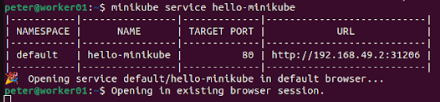 peter@worker01:~$ minikube service hello-minikube
|-----------|----------------|-------------|---------------------------|
| NAMESPACE |      NAME      | TARGET PORT |            URL            |
|-----------|----------------|-------------|---------------------------|
| default   | hello-minikube |          80 | http://192.168.49.2:31206 |
|-----------|----------------|-------------|---------------------------|
🎉  Opening service default/hello-minikube in default browser...
peter@worker01:~$ Opening in existing browser session.